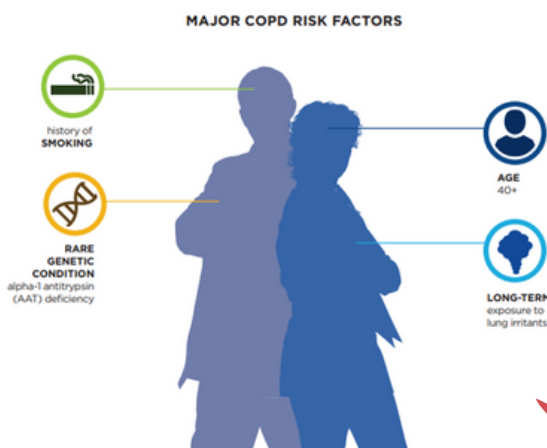 MAJOR COPD RISK FACTORS
history of
SMOKING
RARE
GENETIC
CONDITION
alpha-1 antitrypsin
(AAT) deficiency
AGE
40+
LONG-TERM
exposure to
lung irritants